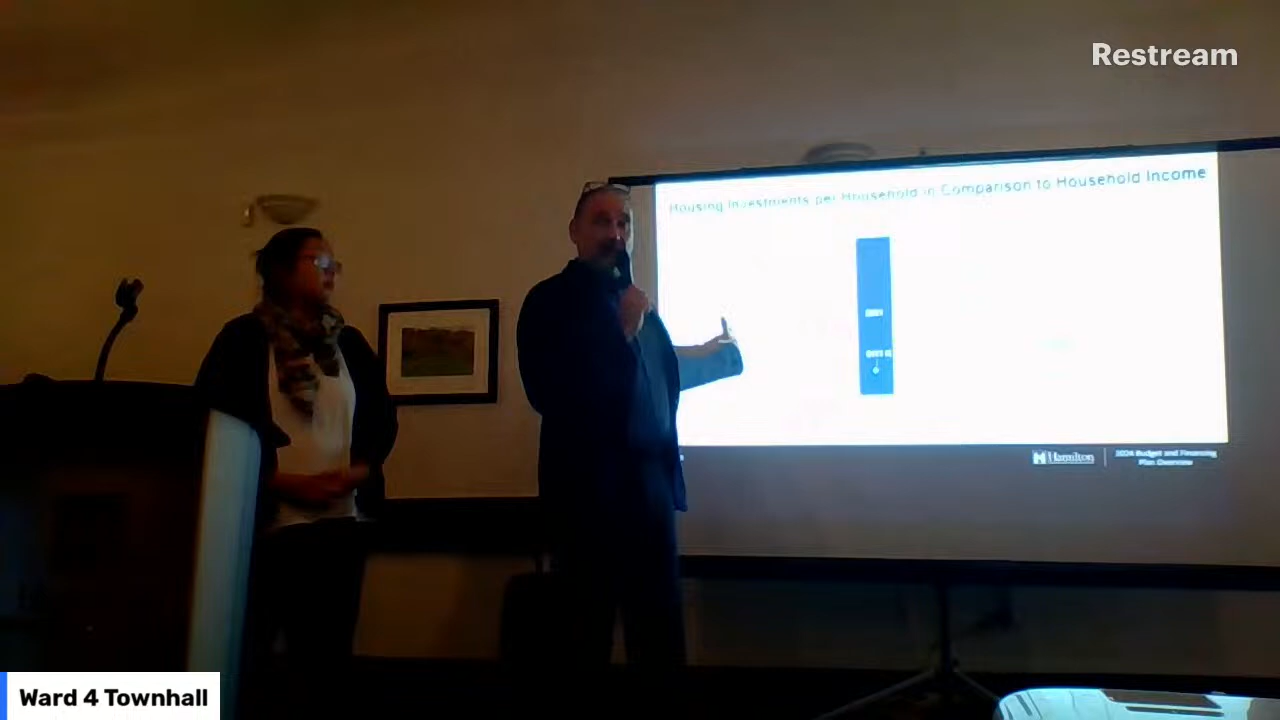 Restream
Housing Investments per Household in Comparison to Household Income
Hamilton
2024 Budget and Financing
Plan Overview
Ward 4 Townhall